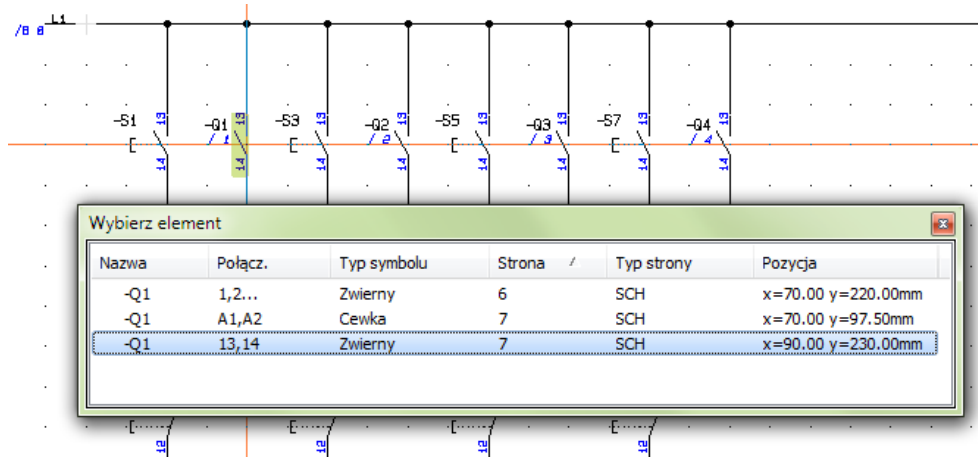 L1
/8 0
-S1 13 -Q1 13 -S3 13 -Q2 13 -S5 13 -Q3 13 -S7 13 -Q4 13
/ 1 / 2 / 3 / 4
14 14 14 14 14 14 14 14
Wybierz element
Nazwa Połącz. Typ symbolu Strona / Typ strony Pozycja
-Q1 1,2... Zwierny 6 SCH x=70.00 y=220.00mm
-Q1 A1,A2 Cewka 7 SCH x=70.00 y=97.50mm
-Q1 13,14 Zwierny 7 SCH x=90.00 y=230.00mm
12 12 12 12